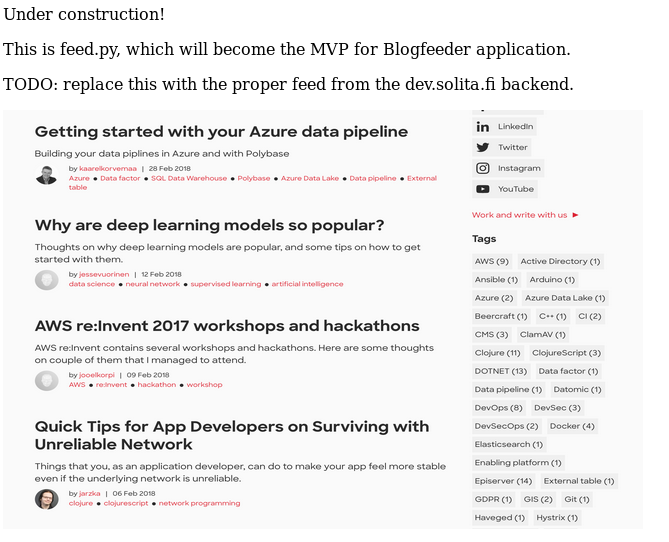 Under construction!
This is feed.py, which will become the MVP for Blogfeeder application.
TODO: replace this with the proper feed from the dev.solita.fi backend.
Getting started with your Azure data pipeline
Building your data piplines in Azure and with Polybase
by kaarelkorvemaa | 28 Feb 2018
Azure ● Data factor ● SQL Data Warehouse ● Polybase ● Azure Data Lake ● Data pipeline ● External
table
Why are deep learning models so popular?
Thoughts on why deep learning models are popular, and some tips on how to get
started with them.
by jessevuorinen | 12 Feb 2018
data science ● neural network ● supervised learning ● artificial intelligence
AWS re:Invent 2017 workshops and hackathons
AWS re:Invent contains several workshops and hackathons. Here are some thoughts
on couple of them that I managed to attend.
by jooelkorpi | 09 Feb 2018
AWS ● re:Invent ● hackathon ● workshop
Quick Tips for App Developers on Surviving with
Unreliable Network
Things that you, as an application developer, can do to make your app feel more stable
even if the underlying network is unreliable.
by jarzka | 06 Feb 2018
clojure ● clojurescript ● network programming
LinkedIn
Twitter
Instagram
YouTube
Work and write with us ▶
Tags
AWS (9) Active Directory (1)
Ansible (1) Arduino (1)
Azure (2) Azure Data Lake (1)
Beercraft (1) C++ (1) CI (2)
CMS (3) ClamAV (1)
Clojure (11) ClojureScript (3)
DOTNET (13) Data factor (1)
Data pipeline (1) Datomic (1)
DevOps (8) DevSec (3)
DevSecOps (2) Docker (4)
Elasticsearch (1)
Enabling platform (1)
Episerver (14) External table (1)
GDPR (1) GIS (2) Git (1)
Haveged (1) Hystrix (1)